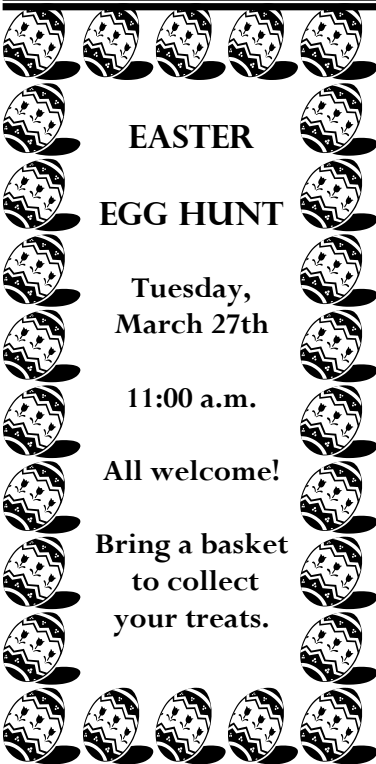 EASTER
EGG HUNT
Tuesday,
March 27th
11:00 a.m.
All welcome!
Bring a basket
to collect
your treats.